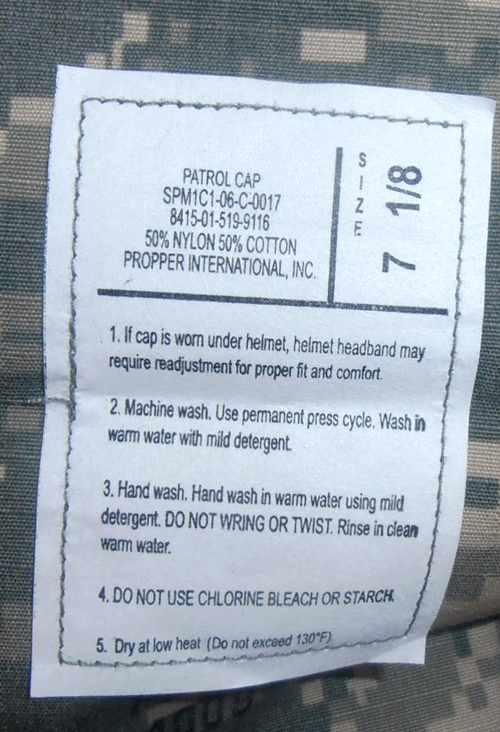 PATROL CAP
SPM1C1-06-C-0017
8415-01-519-9116
50% NYLON 50% COTTON
PROPPER INTERNATIONAL, INC.
SIZE
7 1/8
1. If cap is worn under helmet, helmet headband may
require readjustment for proper fit and comfort.
2. Machine wash. Use permanent press cycle. Wash in
warm water with mild detergent.
3. Hand wash. Hand wash in warm water using mild
detergent. DO NOT WRING OR TWIST. Rinse in clean
warm water.
4. DO NOT USE CHLORINE BLEACH OR STARCH.
5. Dry at low heat (Do not exceed 130°F).